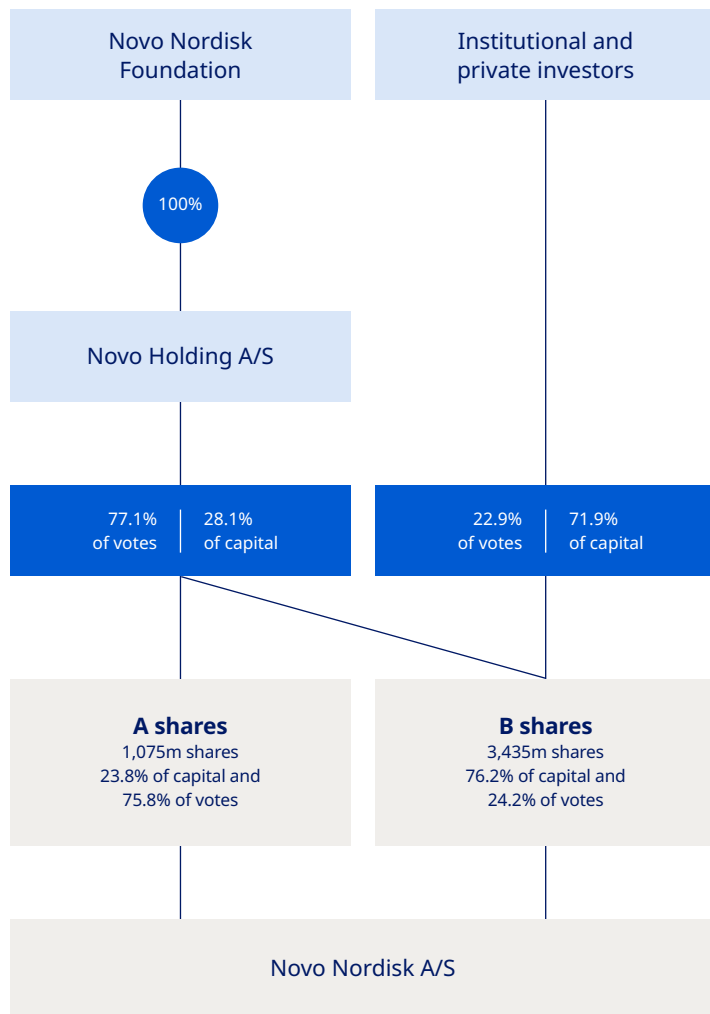 Novo Nordisk
Foundation
Institutional and
private investors
100%
Novo Holding A/S
77.1%
of votes
28.1%
of capital
22.9%
of votes
71.9%
of capital
A shares
1,075m shares
23.8% of capital and
75.8% of votes
B shares
3,435m shares
76.2% of capital and
24.2% of votes
Novo Nordisk A/S